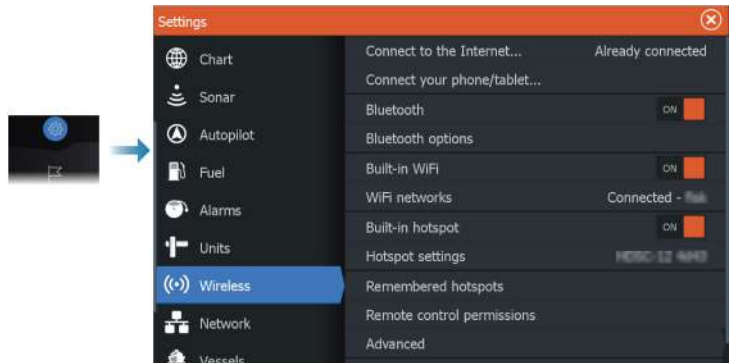 Settings
Chart
Sonar
Autopilot
Fuel
Alarms
Units
Wireless
Network
Vessels
Connect to the Internet... Already connected
Connect your phone/tablet...
Bluetooth ON
Bluetooth options
Built-in WiFi ON
WiFi networks Connected -
Built-in hotspot ON
Hotspot settings
Remembered hotspots
Remote control permissions
Advanced